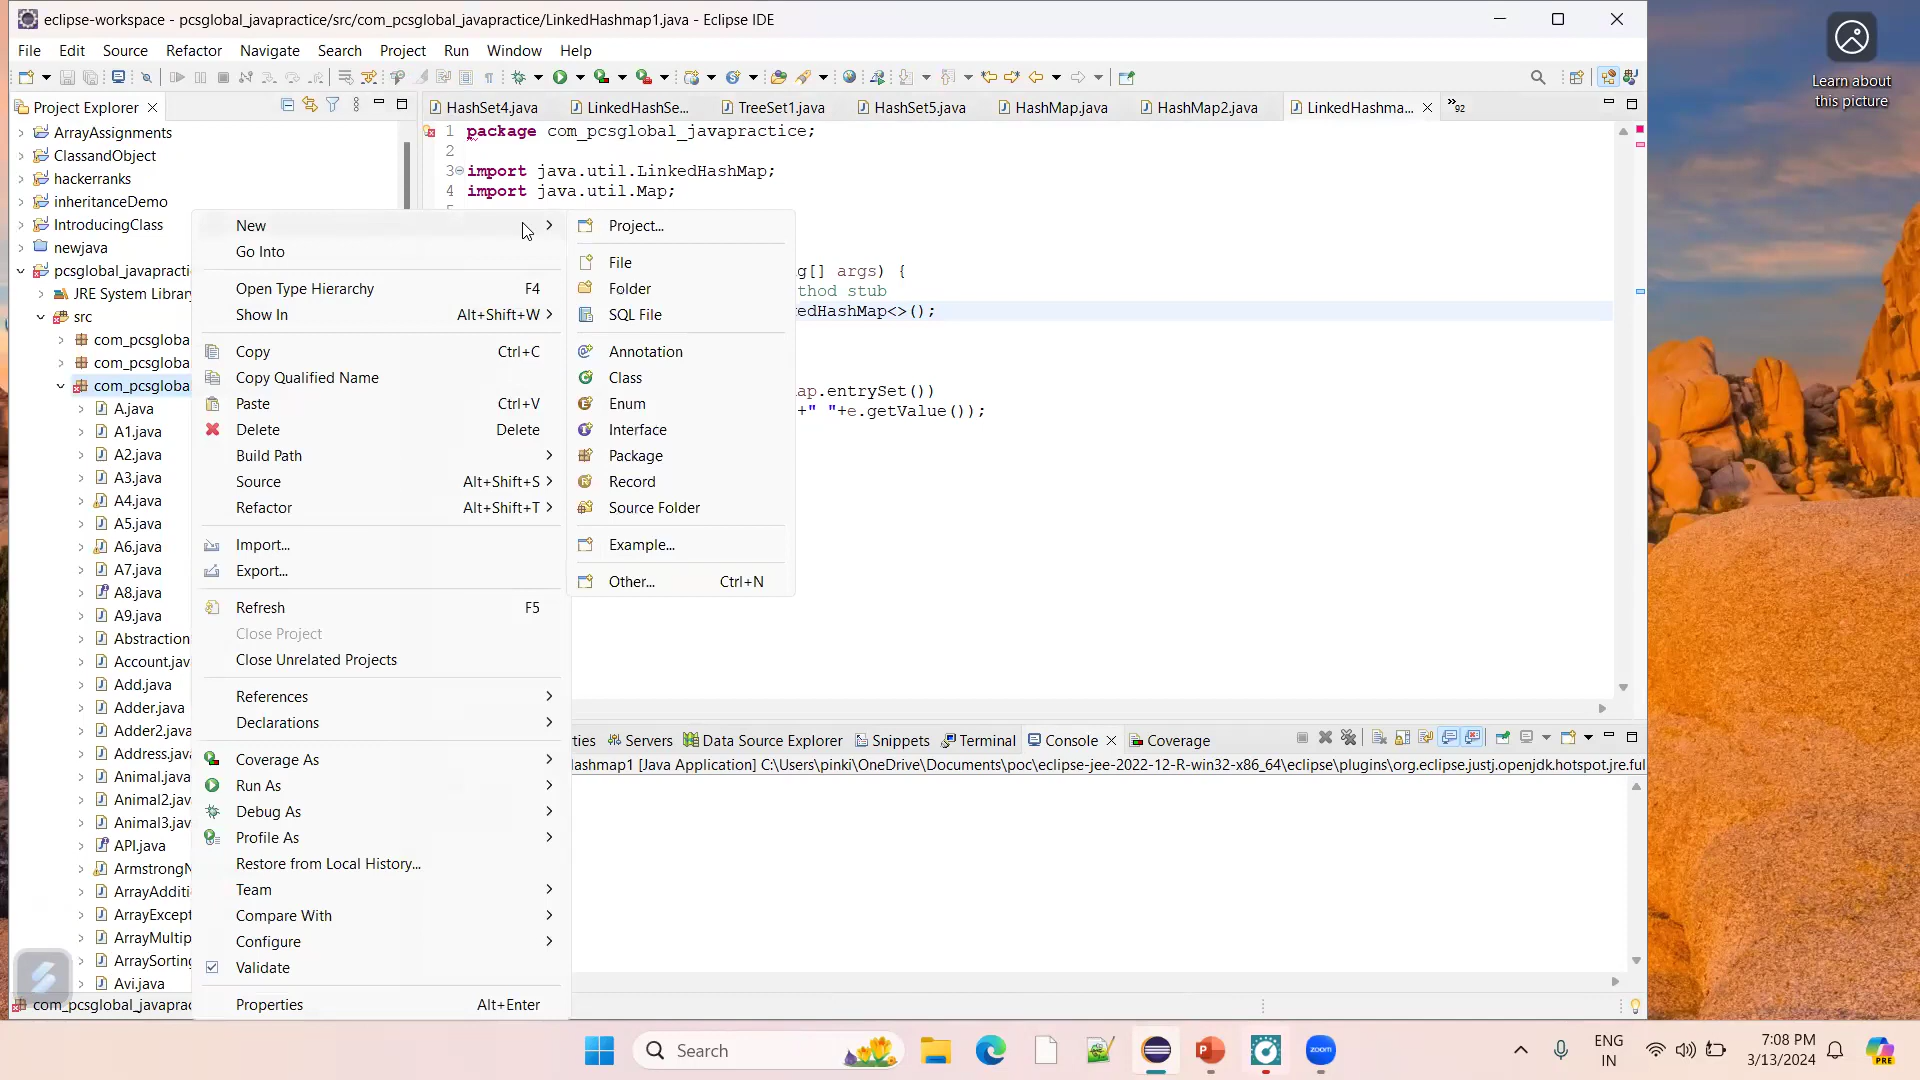 eclipse-workspace - pcsglobal_javapractice/src/com_pcsglobal_javapractice/LinkedHashmap1.java - Eclipse IDE
File Edit Source Refactor Navigate Search Project Run Window Help
Learn about
this picture
Project Explorer
HashSet4.java LinkedHashSe... TreeSet1.java HashSet5.java HashMap.java HashMap2.java LinkedHashma... »92
ArrayAssignments
ClassandObject
hackerranks
inheritanceDemo
IntroducingClass
newjava
pcsglobal_javapracti
JRE System Library
src
com_pcsgloba
com_pcsgloba
com_pcsgloba
A.java
A1.java
A2.java
A3.java
A4.java
A5.java
A6.java
A7.java
A8.java
A9.java
Abstraction
Account.jav
Add.java
Adder.java
Adder2.java
Address.java
Animal.java
Animal2.jav
Animal3.jav
API.java
ArmstrongN
ArrayAdditi
ArrayExcept
ArrayMultip
ArraySorting
Avi.java
com_pcsglobal_javaprac
1 package com_pcsglobal_javapractice;
2
3 import java.util.LinkedHashMap;
4 import java.util.Map;
g[] args) {
thod stub
edHashMap<>();
ap.entrySet())
+" "+e.getValue());
New
Go Into
Open Type Hierarchy F4
Show In Alt+Shift+W
Copy Ctrl+C
Copy Qualified Name
Paste Ctrl+V
Delete Delete
Build Path
Source Alt+Shift+S
Refactor Alt+Shift+T
Import...
Export...
Refresh F5
Close Project
Close Unrelated Projects
References
Declarations
Coverage As
Run As
Debug As
Profile As
Restore from Local History...
Team
Compare With
Configure
Validate
Properties Alt+Enter
Project...
File
Folder
SQL File
Annotation
Class
Enum
Interface
Package
Record
Source Folder
Example...
Other... Ctrl+N
ties Servers Data Source Explorer Snippets Terminal Console Coverage
Hashmap1 [Java Application] C:\Users\pinki\OneDrive\Documents\poc\eclipse-jee-2022-12-R-win32-x86_64\eclipse\plugins\org.eclipse.justj.openjdk.hotspot.jre.ful
Search
zoom
ENG
IN
7:08 PM
3/13/2024
PRE